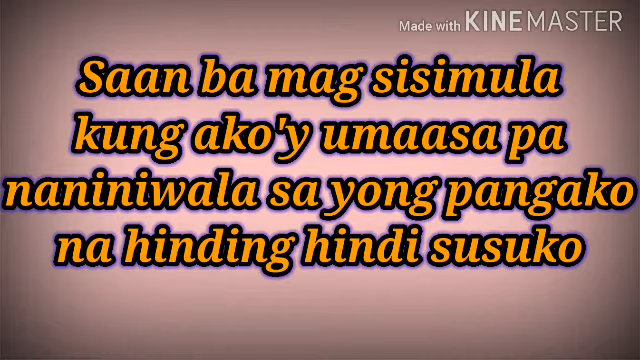 Made with KINEMASTER
Saan ba mag sisimula
kung ako'y umaasa pa
naniniwala sa yong pangako
na hinding hindi susuko